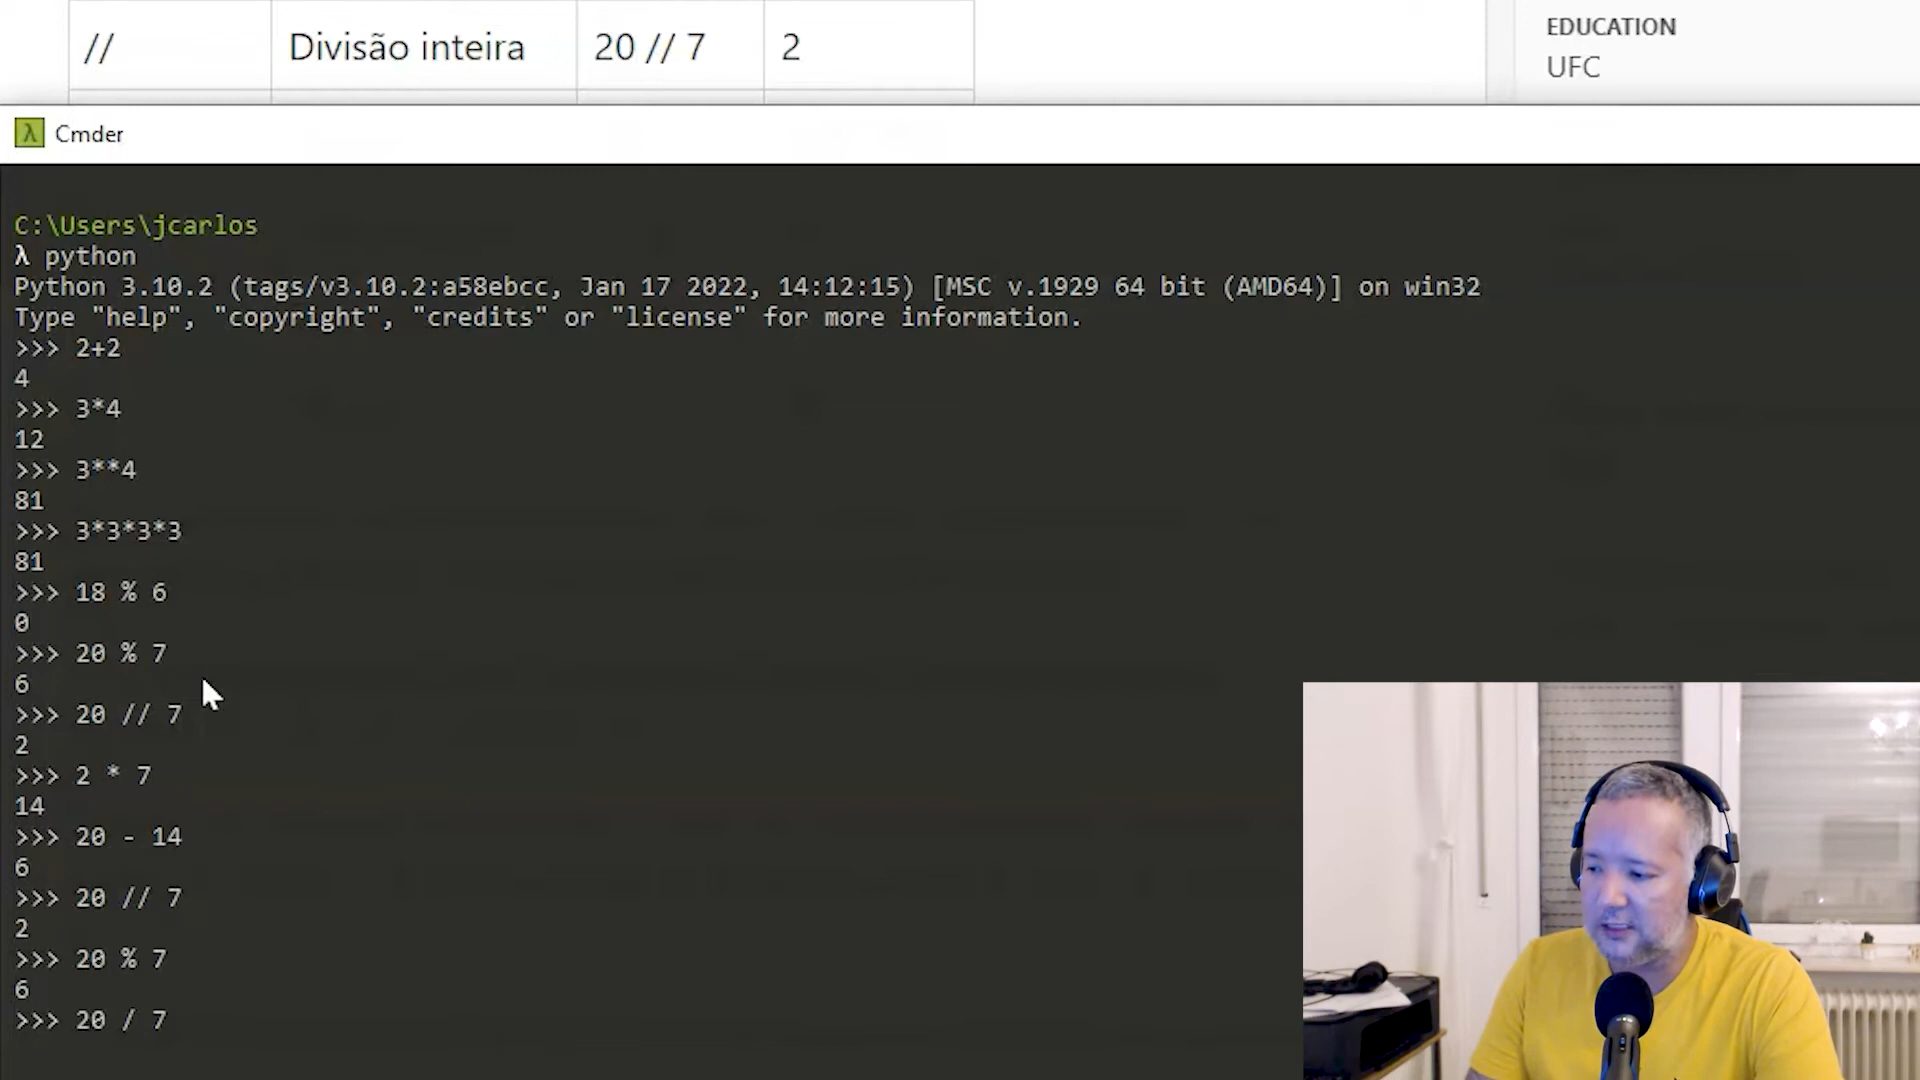 // Divisão inteira 20 // 7 2
EDUCATION
UFC
λ Cmder
C:\Users\jcarlos
λ python
Python 3.10.2 (tags/v3.10.2:a58ebcc, Jan 17 2022, 14:12:15) [MSC v.1929 64 bit (AMD64)] on win32
Type "help", "copyright", "credits" or "license" for more information.
>>> 2+2
4
>>> 3*4
12
>>> 3**4
81
>>> 3*3*3*3
81
>>> 18 % 6
0
>>> 20 % 7
6
>>> 20 // 7
2
>>> 2 * 7
14
>>> 20 - 14
6
>>> 20 // 7
2
>>> 20 % 7
6
>>> 20 / 7